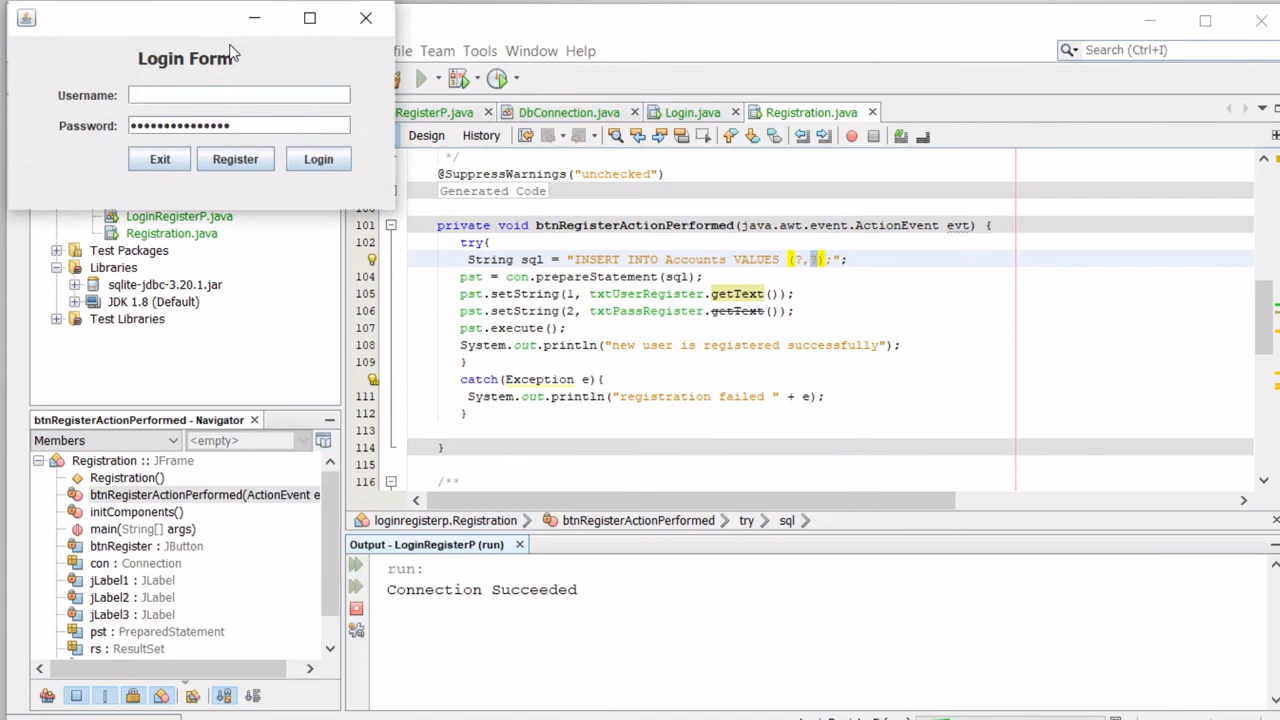 Login Form
Username:
Password: •••••••••••••••
Exit Register Login
file Team Tools Window Help
Search (Ctrl+I)
RegisterP.java DbConnection.java Login.java Registration.java
Design History
LoginRegisterP.java
Registration.java
Test Packages
Libraries
sqlite-jdbc-3.20.1.jar
JDK 1.8 (Default)
Test Libraries
*/
@SuppressWarnings("unchecked")
Generated Code
100
101 private void btnRegisterActionPerformed(java.awt.event.ActionEvent evt) {
102 try{
String sql = "INSERT INTO Accounts VALUES (?,?);";
104 pst = con.prepareStatement(sql);
105 pst.setString(1, txtUserRegister.getText());
106 pst.setString(2, txtPassRegister.getText());
107 pst.execute();
108 System.out.println("new user is registered successfully");
109 }
catch(Exception e){
111 System.out.println("registration failed " + e);
112 }
113
114 }
115
116 /**
btnRegisterActionPerformed - Navigator
Members <empty>
Registration :: JFrame
Registration()
btnRegisterActionPerformed(ActionEvent e
initComponents()
main(String[] args)
btnRegister : JButton
con : Connection
jLabel1 : JLabel
jLabel2 : JLabel
jLabel3 : JLabel
pst : PreparedStatement
rs : ResultSet
loginregisterp.Registration btnRegisterActionPerformed try sql
Output - LoginRegisterP (run)
run:
Connection Succeeded